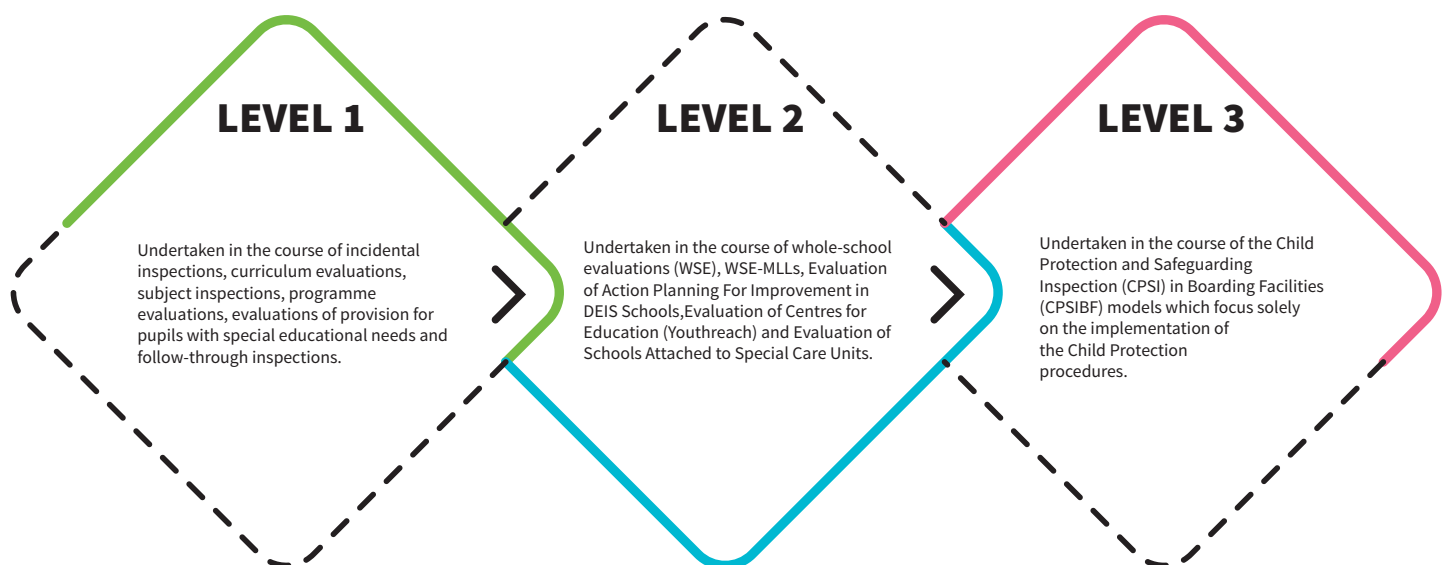 LEVEL 1
Undertaken in the course of incidental
inspections, curriculum evaluations,
subject inspections, programme
evaluations, evaluations of provision for
pupils with special educational needs and
follow-through inspections.
LEVEL 2
Undertaken in the course of whole-school
evaluations (WSE), WSE-MLLs, Evaluation
of Action Planning For Improvement in
DEIS Schools,Evaluation of Centres for
Education (Youthreach) and Evaluation of
Schools Attached to Special Care Units.
LEVEL 3
Undertaken in the course of the Child
Protection and Safeguarding
Inspection (CPSI) in Boarding Facilities
(CPSIBF) models which focus solely
on the implementation of
the Child Protection
procedures.